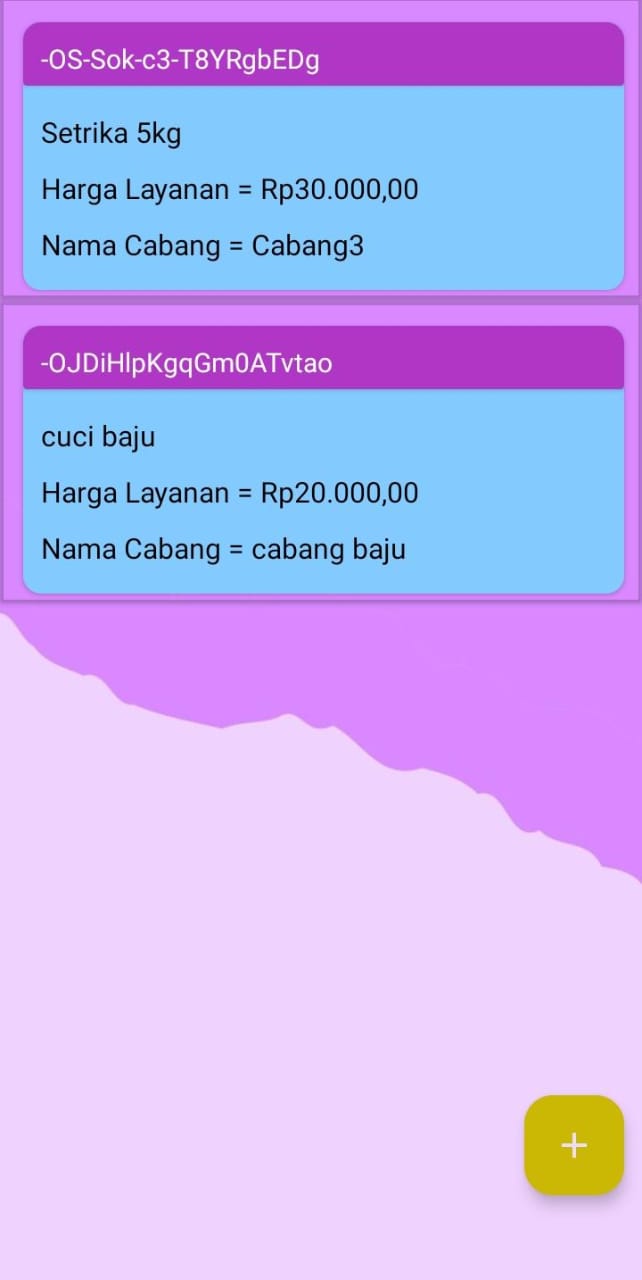 -OS-Sok-c3-T8YRgbEDg
Setrika 5kg
Harga Layanan = Rp30.000,00
Nama Cabang = Cabang3
-OJDiHlpKgqGm0ATvtao
cuci baju
Harga Layanan = Rp20.000,00
Nama Cabang = cabang baju
+